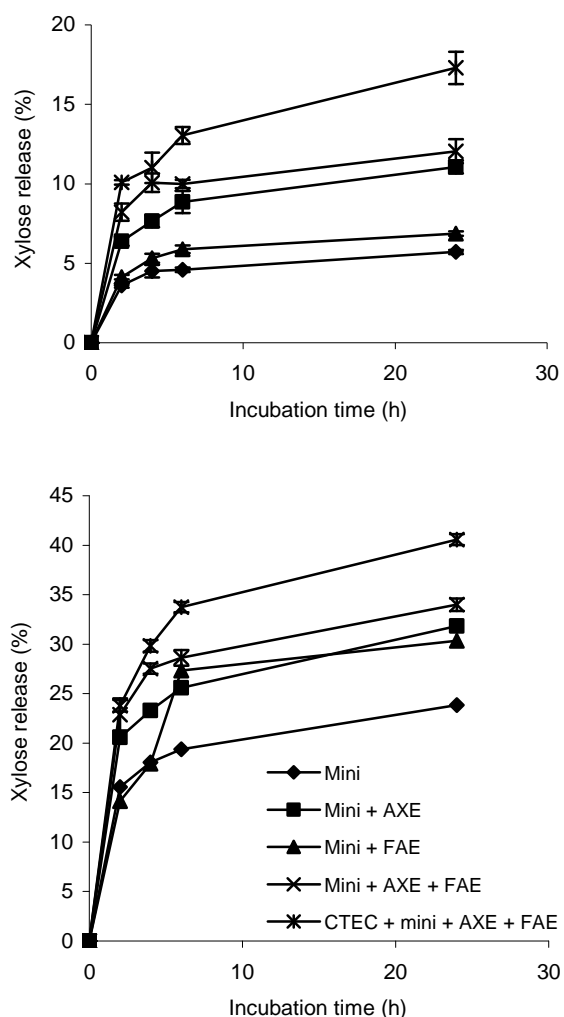 20
15
10
5
0
Xylose release (%)
0 10 20 30
Incubation time (h)
45
40
35
30
25
20
15
10
5
0
Xylose release (%)
Mini
Mini + AXE
Mini + FAE
Mini + AXE + FAE
CTEC + mini + AXE + FAE
0 10 20 30
Incubation time (h)